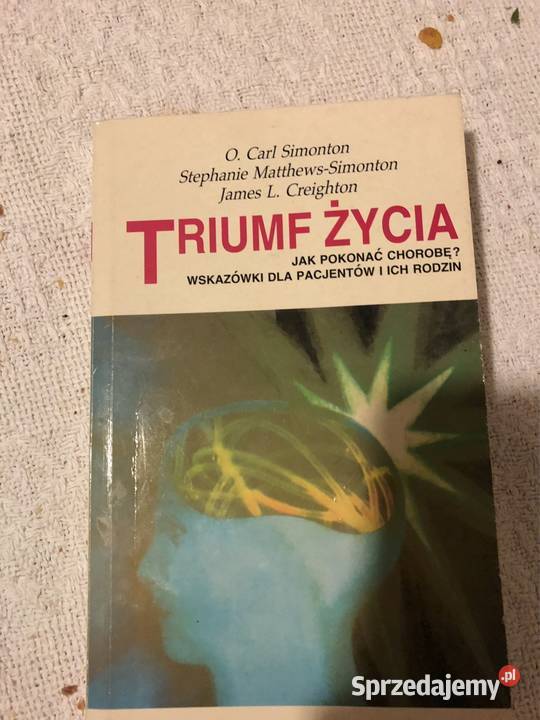 O. Carl Simonton
Stephanie Matthews-Simonton
James L. Creighton
TRIUMF ŻYCIA
JAK POKONAĆ CHOROBĘ?
WSKAZÓWKI DLA PACJENTÓW I ICH RODZIN
Sprzedajemy.pl